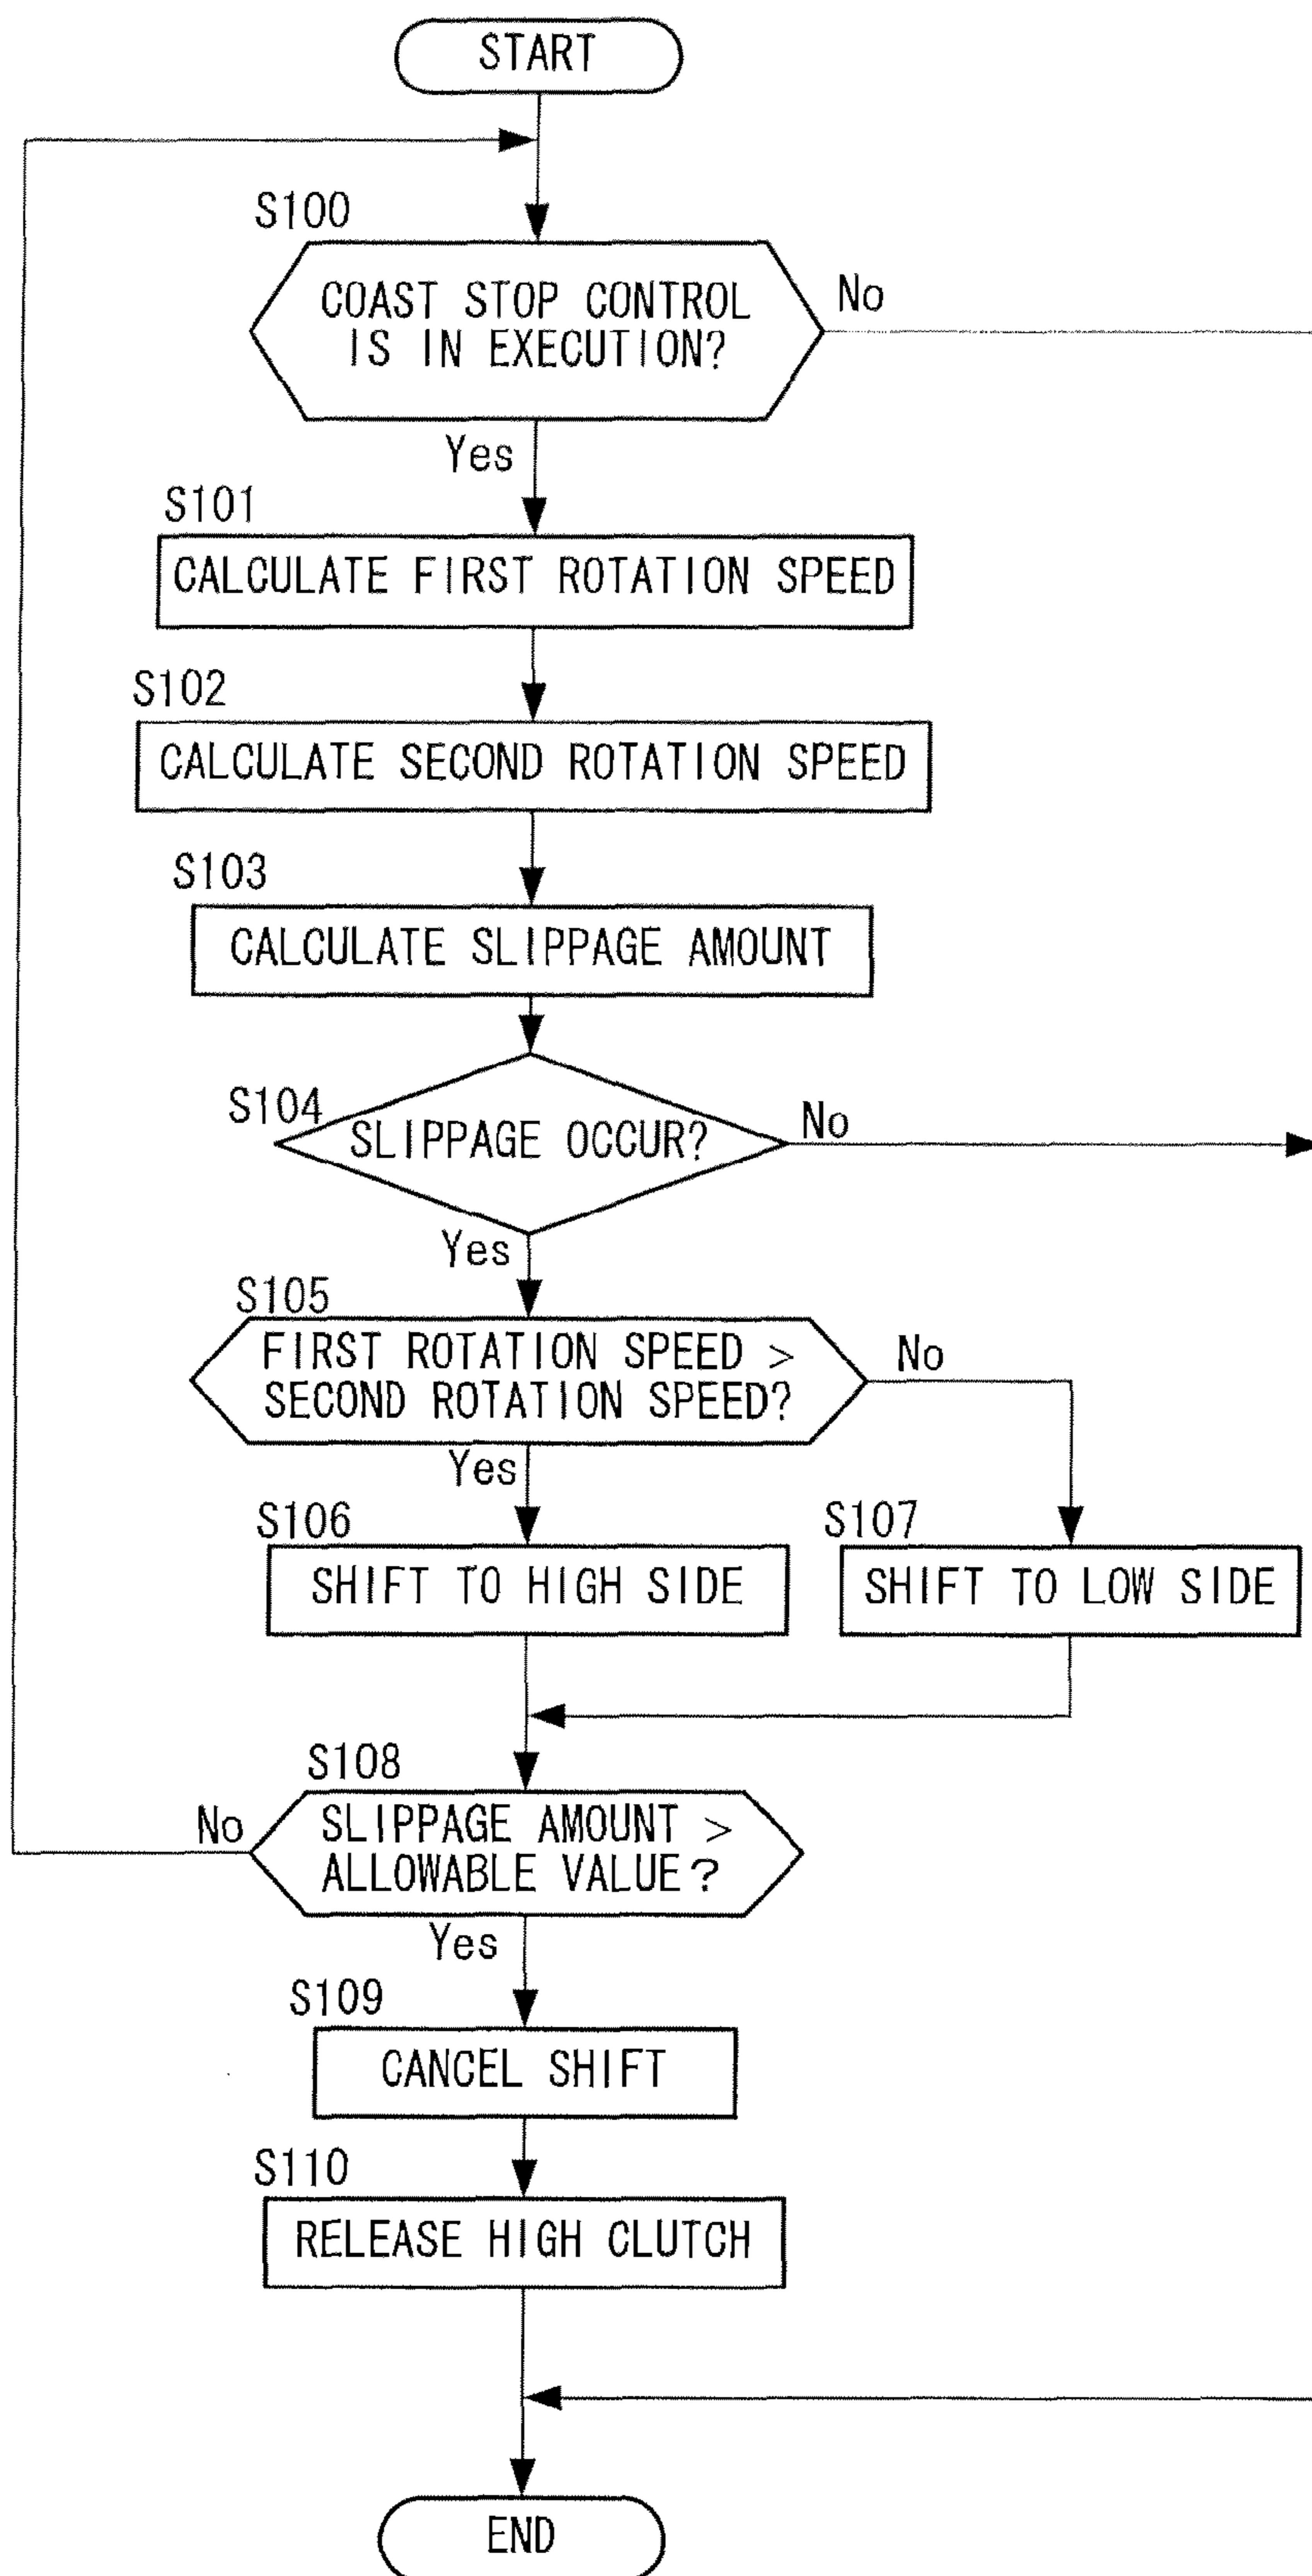 START
S100
COAST STOP CONTROL
IS IN EXECUTION?
No
Yes
S101
CALCULATE FIRST ROTATION SPEED
S102
CALCULATE SECOND ROTATION SPEED
S103
CALCULATE SLIPPAGE AMOUNT
S104
SLIPPAGE OCCUR?
No
Yes
S105
FIRST ROTATION SPEED >
SECOND ROTATION SPEED?
No
Yes
S106
SHIFT TO HIGH SIDE
S107
SHIFT TO LOW SIDE
S108
SLIPPAGE AMOUNT >
ALLOWABLE VALUE?
No
Yes
S109
CANCEL SHIFT
S110
RELEASE HIGH CLUTCH
END